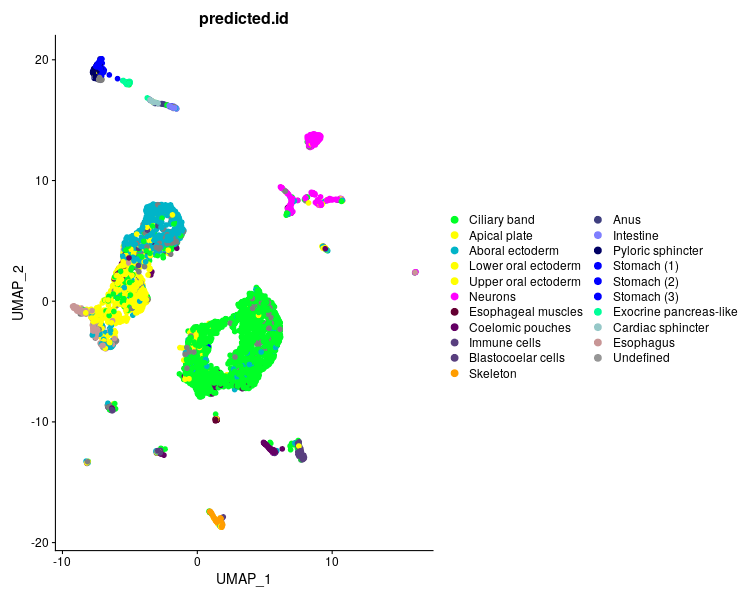 predicted.id
20
10
0
-10
-20
UMAP_2
-10
0
10
UMAP_1
Ciliary band
Apical plate
Aboral ectoderm
Lower oral ectoderm
Upper oral ectoderm
Neurons
Esophageal muscles
Coelomic pouches
Immune cells
Blastocoelar cells
Skeleton
Anus
Intestine
Pyloric sphincter
Stomach (1)
Stomach (2)
Stomach (3)
Exocrine pancreas-like
Cardiac sphincter
Esophagus
Undefined